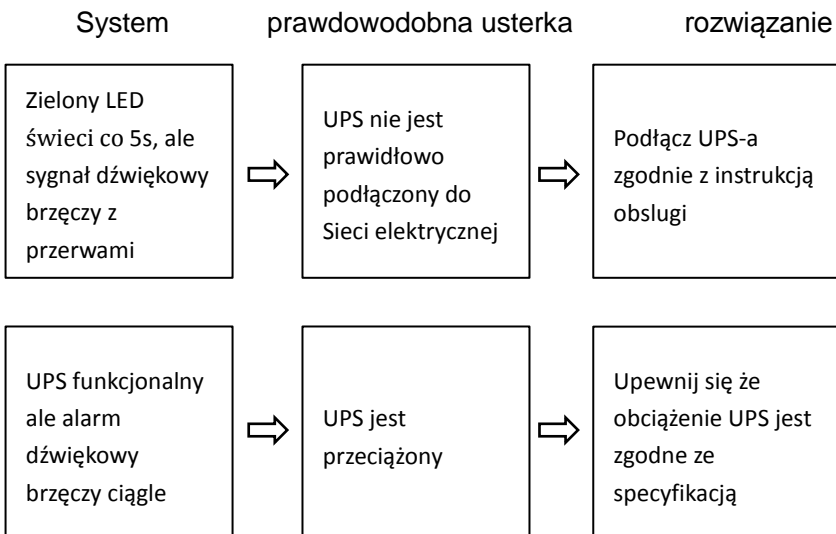 System prawdowodobna usterka rozwiązanie
Zielony LED
świeci co 5s, ale
sygnał dźwiękowy
brzęczy z
przerwami
UPS nie jest
prawidłowo
podłączony do
Sieci elektrycznej
Podłącz UPS-a
zgodnie z instrukcją
obslugi
UPS funkcjonalny
ale alarm
dźwiękowy
brzęczy ciągle
UPS jest
przeciążony
Upewnij się że
obciążenie UPS jest
zgodne ze
specyfikacją